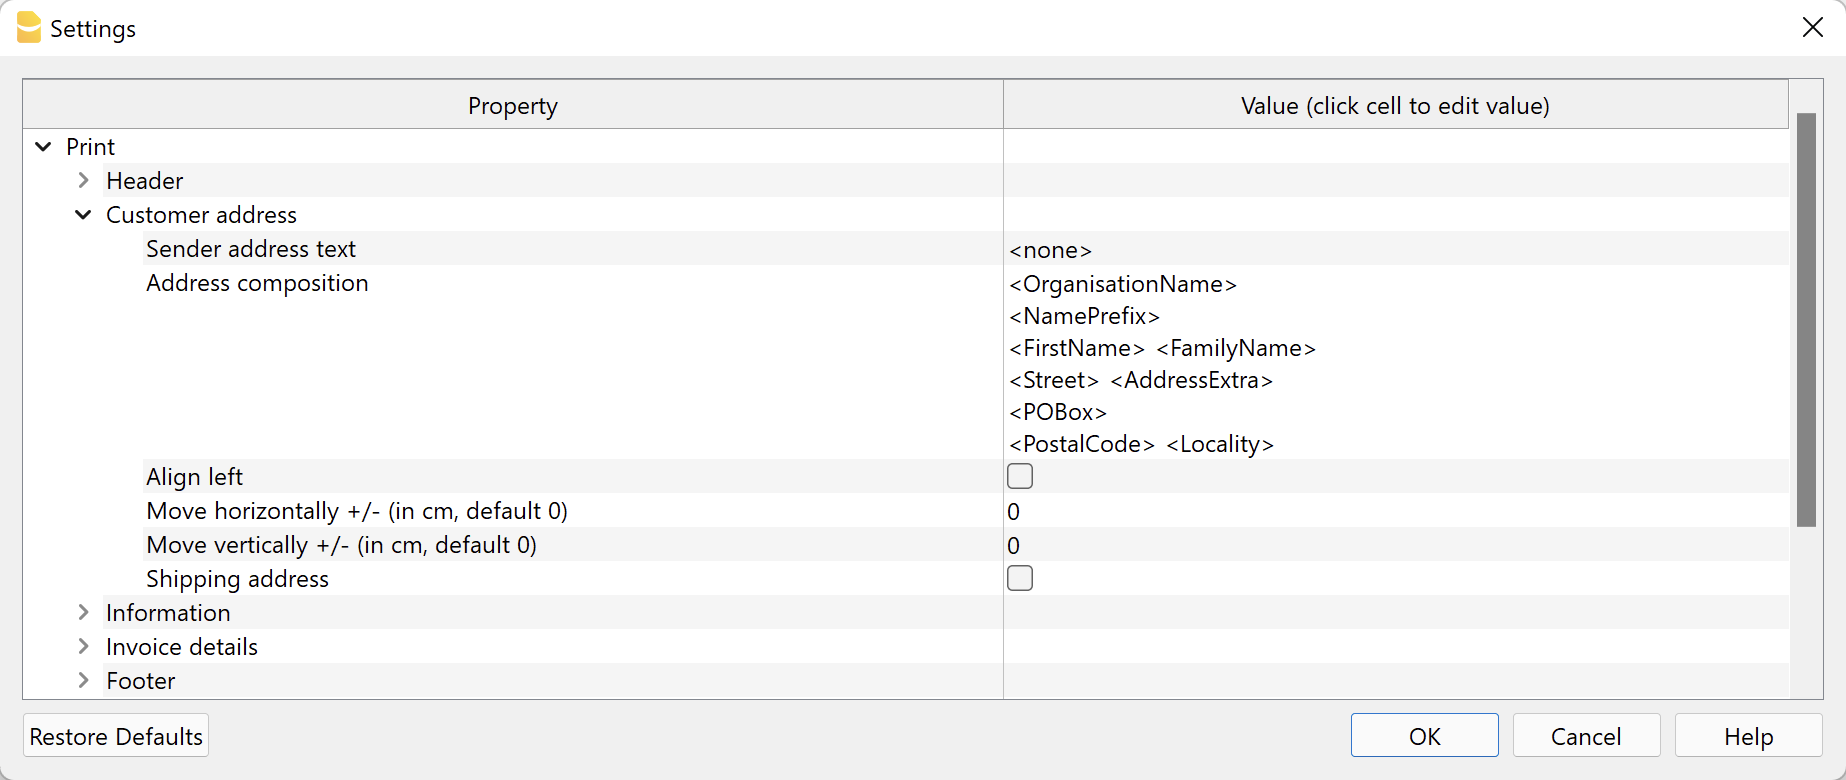 Settings
Property Value (click cell to edit value)
Print
Header
Customer address
Sender address text <none>
Address composition <OrganisationName>
<NamePrefix>
<FirstName> <FamilyName>
<Street> <AddressExtra>
<POBox>
<PostalCode> <Locality>
Align left
Move horizontally +/- (in cm, default 0) 0
Move vertically +/- (in cm, default 0) 0
Shipping address
Information
Invoice details
Footer
Restore Defaults OK Cancel Help